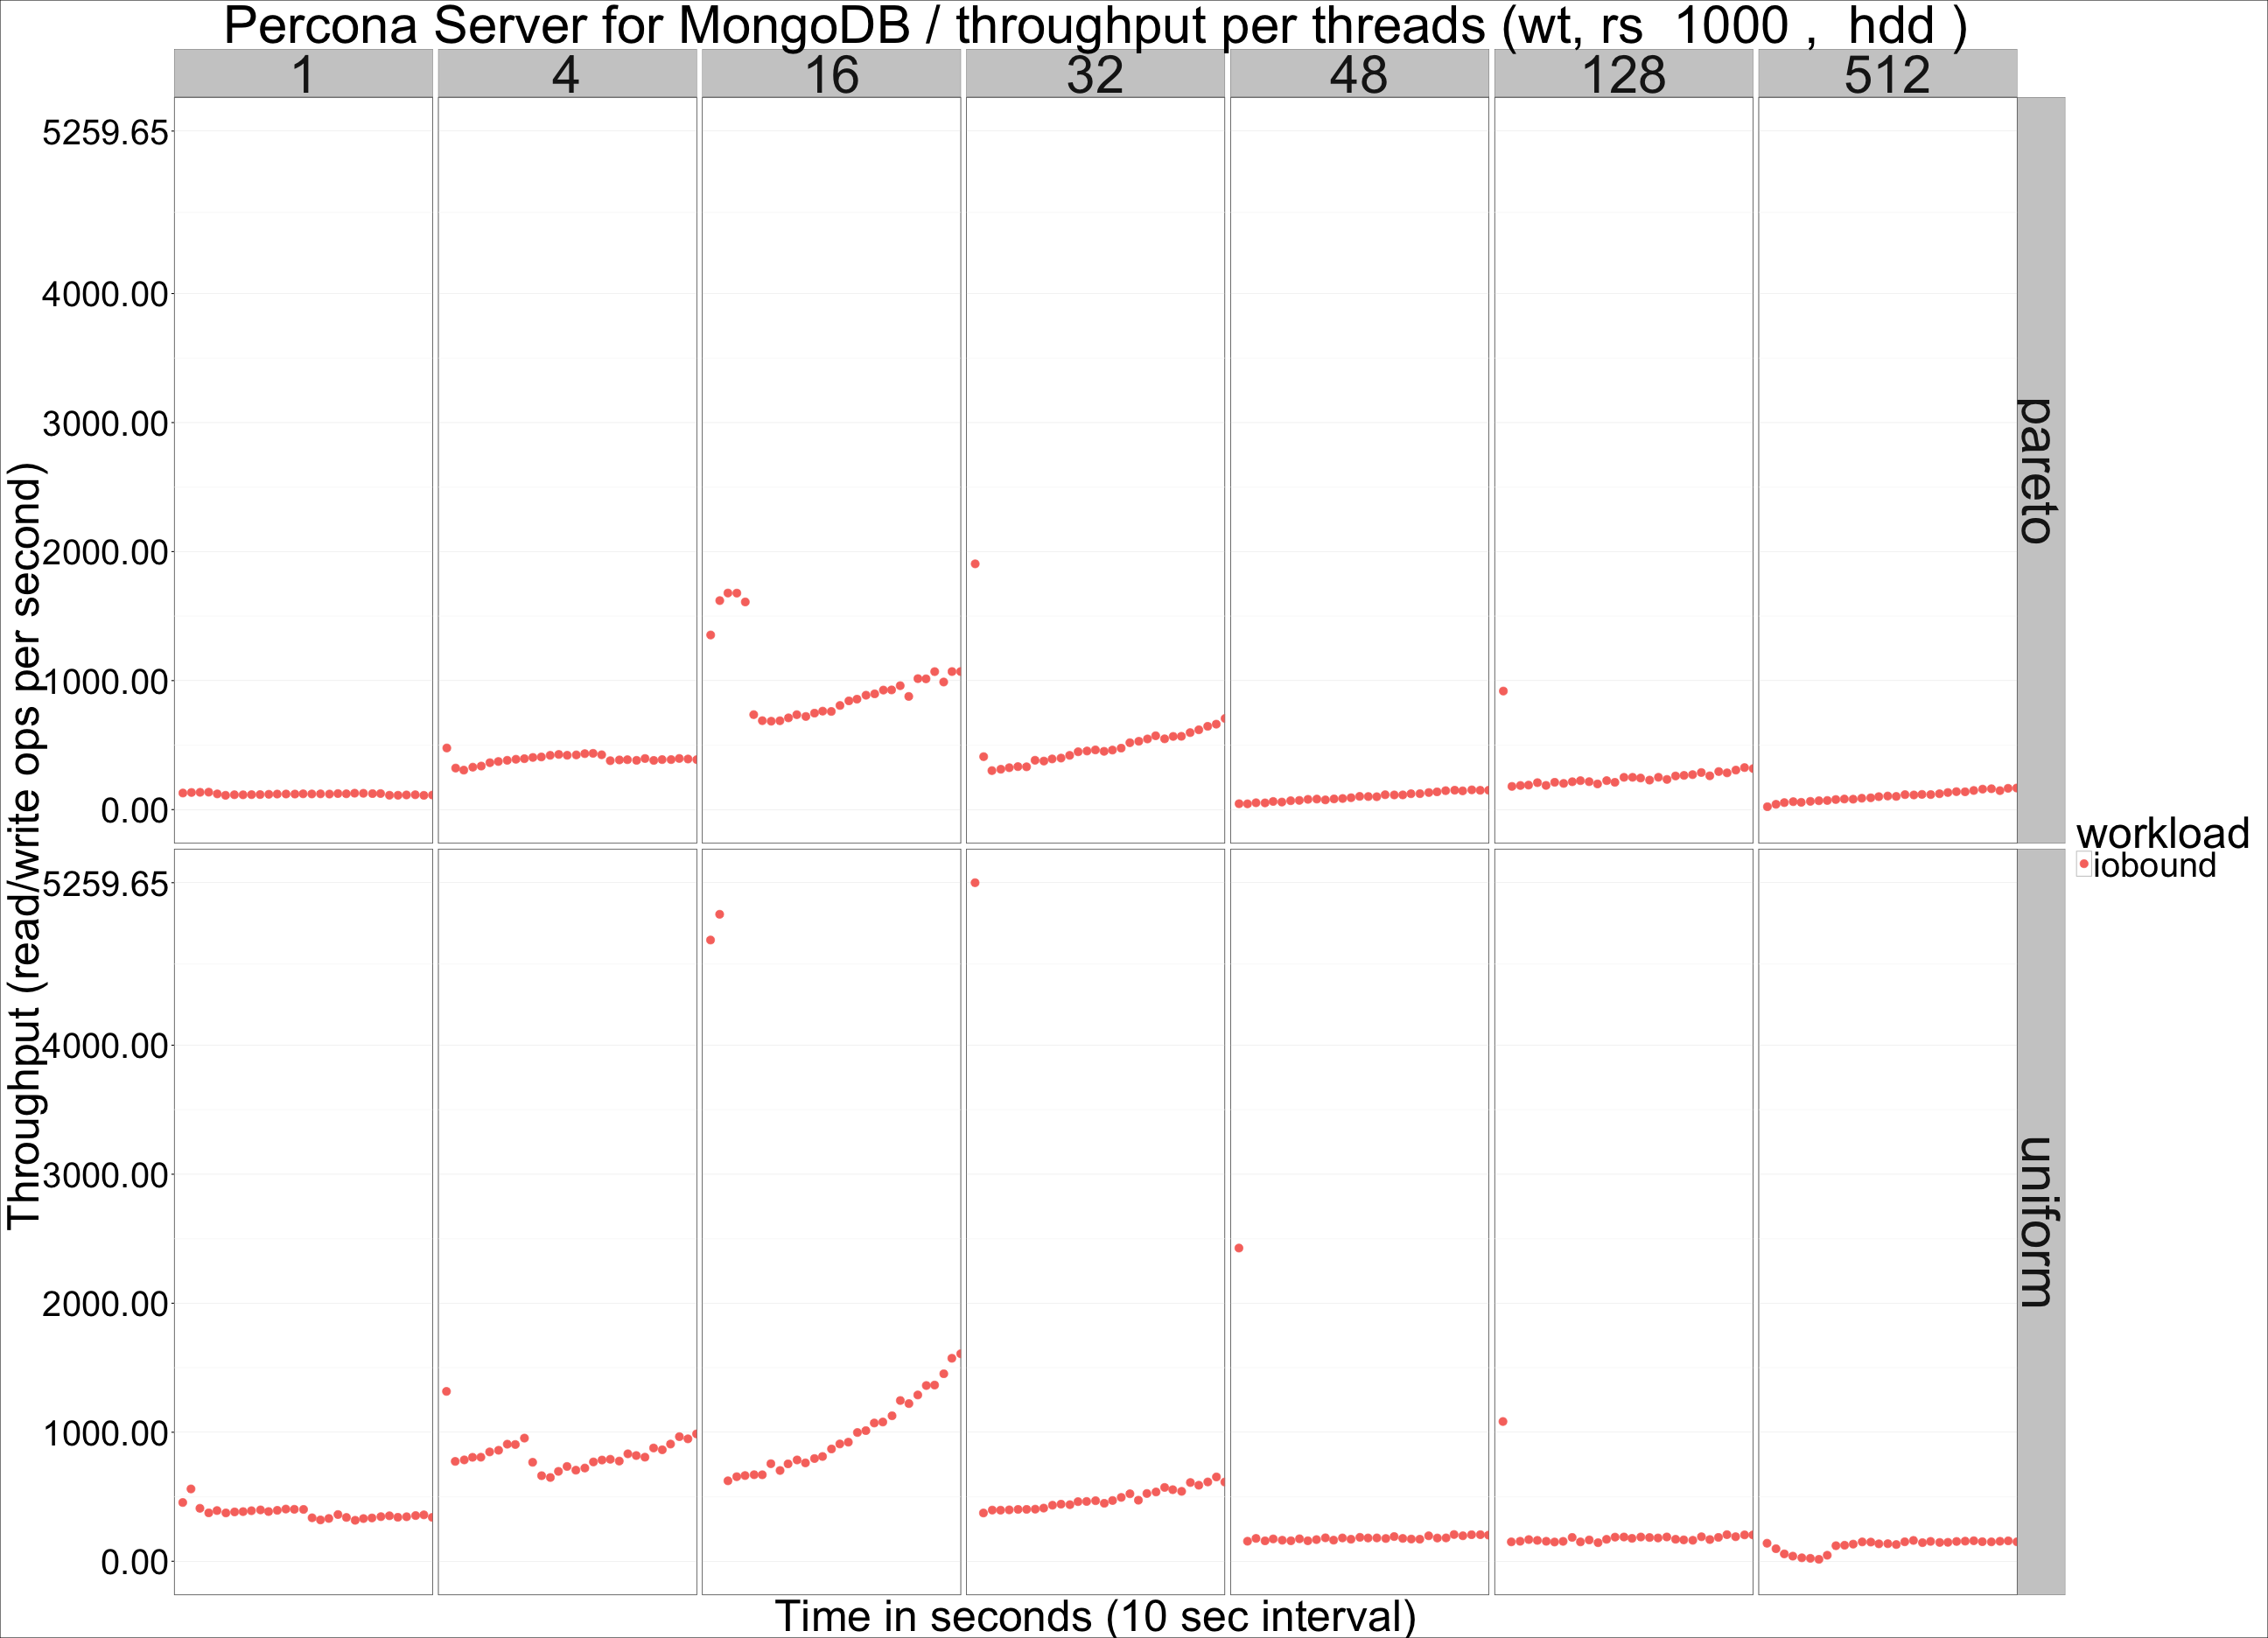 Percona Server for MongoDB / throughput per threads (wt, rs 1000 , hdd )
1 4 16 32 48 128 512
Throughput (read/write ops per second)
5259.65
4000.00
3000.00
2000.00
1000.00
0.00
pareto
5259.65
4000.00
3000.00
2000.00
1000.00
0.00
uniform
workload
iobound
Time in seconds (10 sec interval)